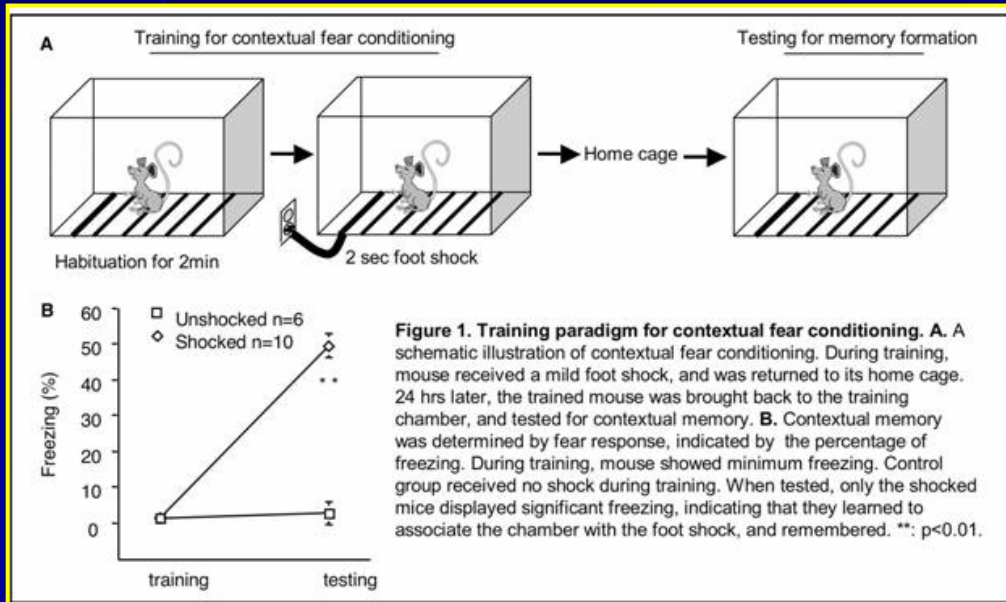 A
Training for contextual fear conditioning
Testing for memory formation
Home cage
Habituation for 2min
2 sec foot shock
B
60
50
40
30
20
10
0
Freezing (%)
Unshocked n=6
Shocked n=10
* *
training
testing
Figure 1. Training paradigm for contextual fear conditioning. A. A
schematic illustration of contextual fear conditioning. During training,
mouse received a mild foot shock, and was returned to its home cage.
24 hrs later, the trained mouse was brought back to the training
chamber, and tested for contextual memory. B. Contextual memory
was determined by fear response, indicated by the percentage of
freezing. During training, mouse showed minimum freezing. Control
group received no shock during training. When tested, only the shocked
mice displayed significant freezing, indicating that they learned to
associate the chamber with the foot shock, and remembered. **: p<0.01.